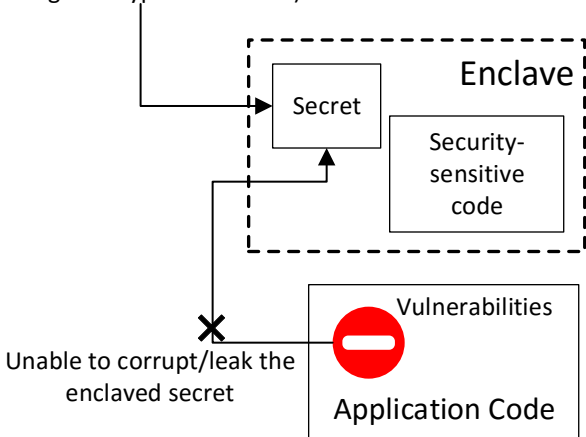 Enclave
Secret
Security-
sensitive
code
Vulnerabilities
Unable to corrupt/leak the
enclaved secret
Application Code